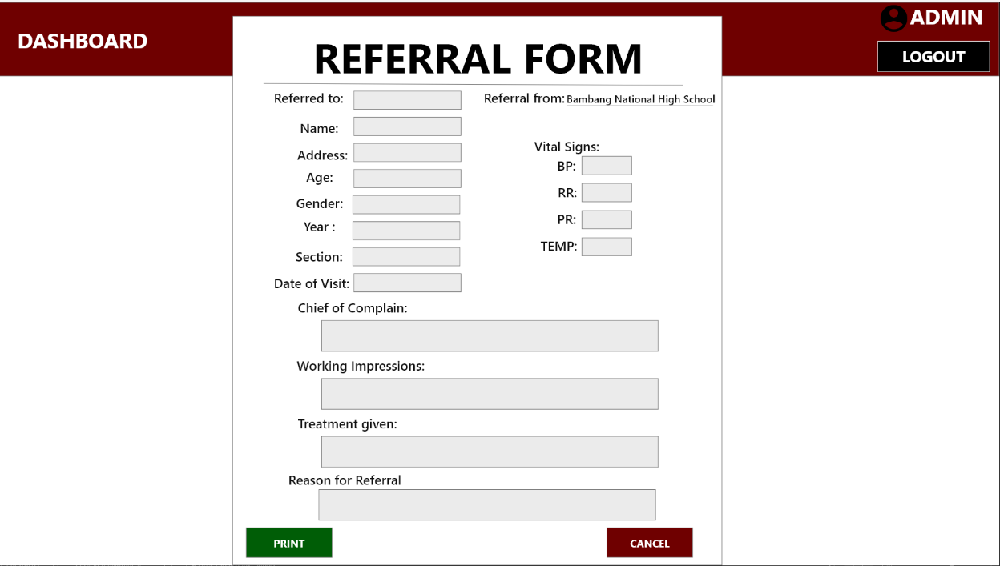 DASHBOARD
ADMIN
LOGOUT
REFERRAL FORM
Referred to:
Referral from: Bambang National High School
Name:
Address:
Age:
Gender:
Year :
Section:
Date of Visit:
Vital Signs:
BP:
RR:
PR:
TEMP:
Chief of Complain:
Working Impressions:
Treatment given:
Reason for Referral
PRINT
CANCEL